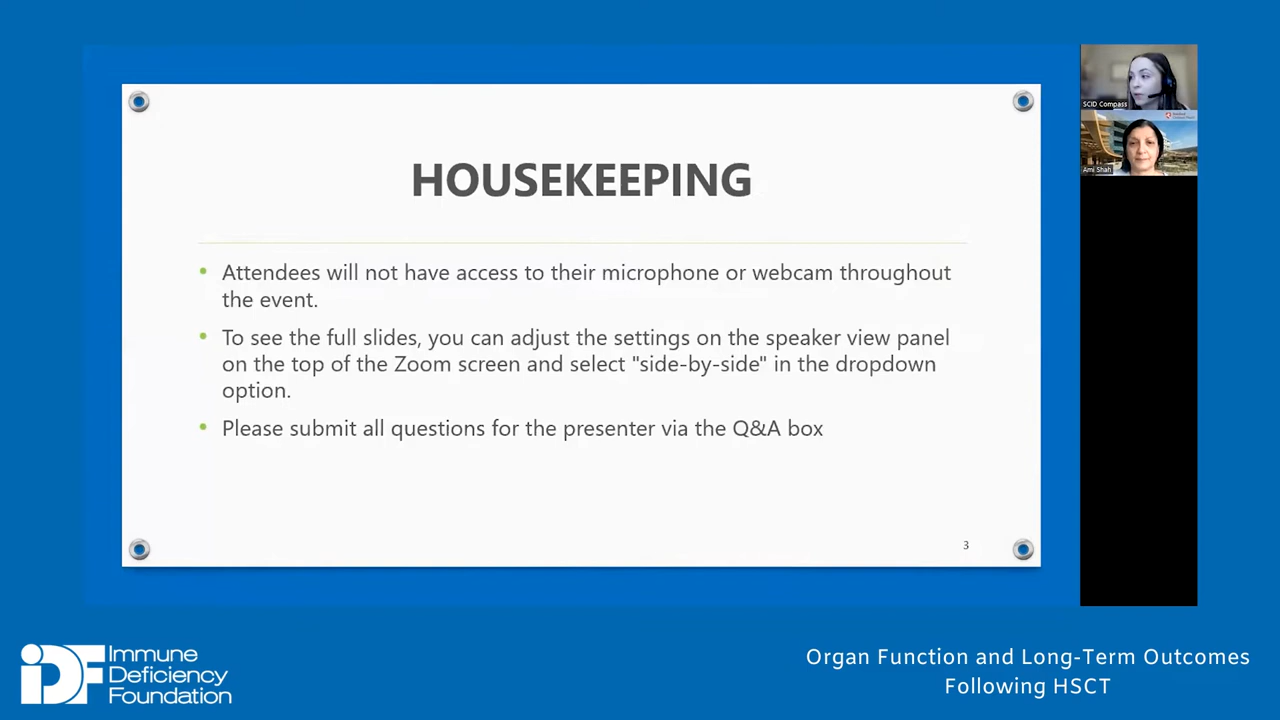 HOUSEKEEPING
• Attendees will not have access to their microphone or webcam throughout
the event.
• To see the full slides, you can adjust the settings on the speaker view panel
on the top of the Zoom screen and select "side-by-side" in the dropdown
option.
• Please submit all questions for the presenter via the Q&A box
3
SCID Compass
Ami Shah
IDF Immune
Deficiency
Foundation
Organ Function and Long-Term Outcomes
Following HSCT